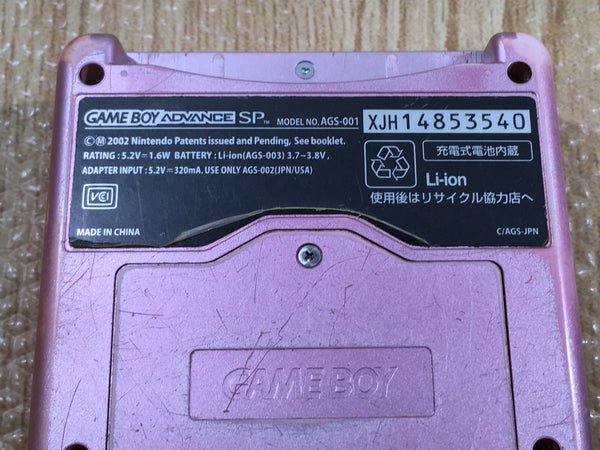 GAME BOY ADVANCE SP™ MODEL NO. AGS-001 XJH14853540
©Ⓜ 2002 Nintendo Patents issued and Pending, See booklet.
RATING : 5.2V⎓1.6W BATTERY : Li-ion(AGS-003) 3.7~3.8V ,
ADAPTER INPUT : 5.2V⎓320mA. USE ONLY AGS-002(JPN/USA)
VCI
MADE IN CHINA
充電式電池内蔵
Li-ion
使用後はリサイクル協力店へ
C/AGS-JPN
GAME BOY